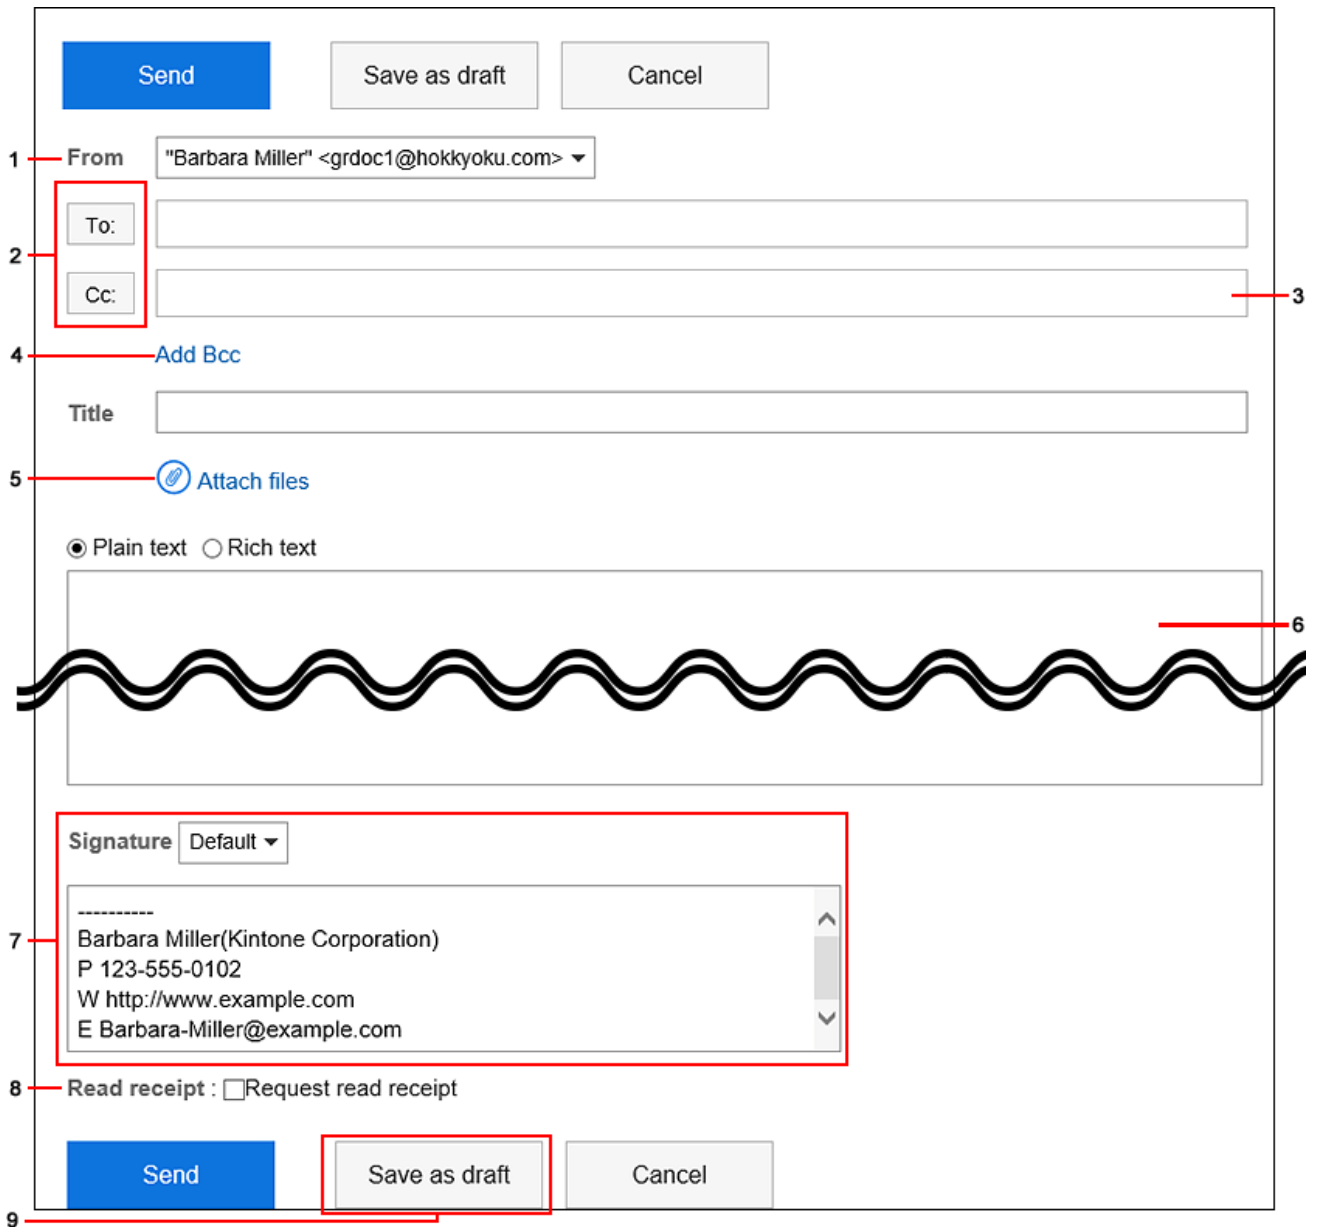 Send Save as draft Cancel
1 From "Barbara Miller" <grdoc1@hokkyoku.com>
To:
2
Cc: 3
4 Add Bcc
Title
5 Attach files
Plain text Rich text
6
Signature Default
----------
7 Barbara Miller(Kintone Corporation)
P 123-555-0102
W http://www.example.com
E Barbara-Miller@example.com
8 Read receipt : Request read receipt
Send Save as draft Cancel
9